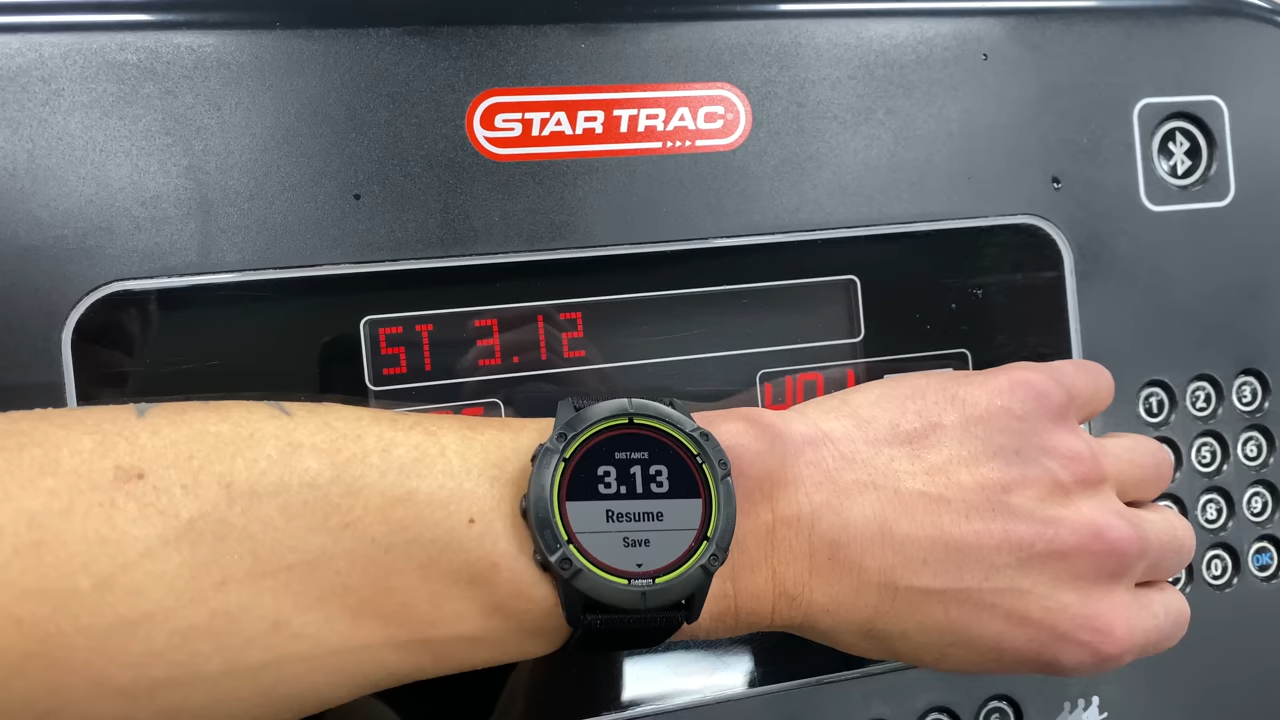 STAR TRAC
ST 3.12
DISTANCE
3.13
Resume
Save
GARMIN
1 2 3
5 6
8 9
0 OK